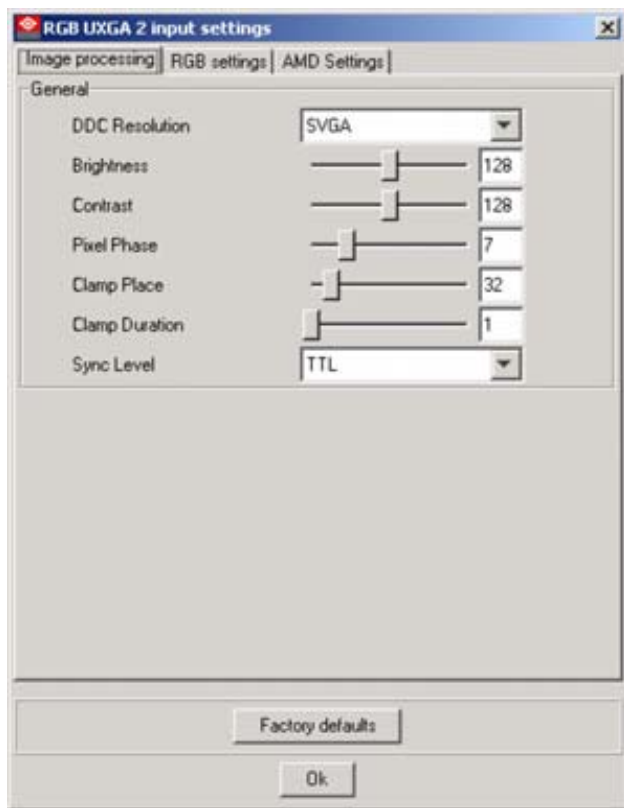 RGB UXGA 2 input settings
Image processing RGB settings AMD Settings
General
DDC Resolution SVGA
Brightness 128
Contrast 128
Pixel Phase 7
Clamp Place 32
Clamp Duration 1
Sync Level TTL
Factory defaults
Ok